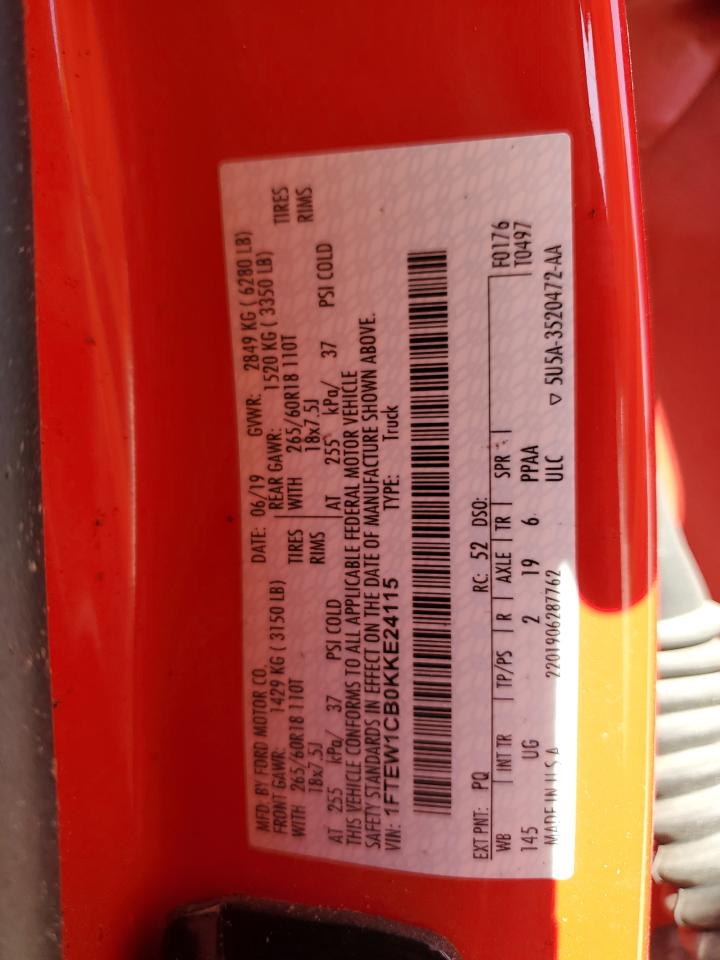 MFD. BY FORD MOTOR CO. DATE: 06/19 GVWR: 2849 KG ( 6280 LB)
FRONT GAWR: 1429 KG ( 3150 LB) REAR GAWR: 1520 KG ( 3350 LB)
WITH 265/60R18 110T TIRES WITH 265/60R18 110T TIRES
18x7.5J RIMS 18x7.5J RIMS
AT 255 kPa/ 37 PSI COLD AT 255 kPa/ 37 PSI COLD
THIS VEHICLE CONFORMS TO ALL APPLICABLE FEDERAL MOTOR VEHICLE
SAFETY STANDARDS IN EFFECT ON THE DATE OF MANUFACTURE SHOWN ABOVE.
VIN: 1FTEW1CB0KKE24115 TYPE: Truck
EXT PNT: PQ RC: 52 DSO:
WB INT TR TP/PS R AXLE TR SPR F0176
145 UG 2 19 6 PPAA T0497
MADE IN U.S.A. 2201906287762 ULC ▽ 5U5A-3520472-AA